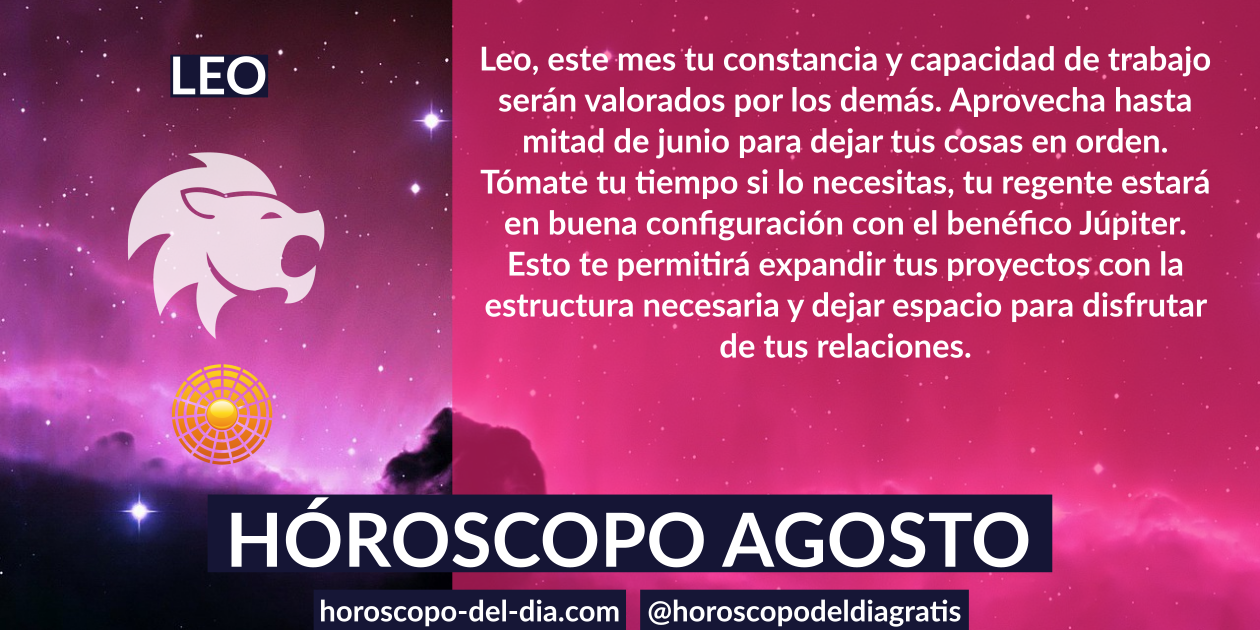 LEO
Leo, este mes tu constancia y capacidad de trabajo
serán valorados por los demás. Aprovecha hasta
mitad de junio para dejar tus cosas en orden.
Tómate tu tiempo si lo necesitas, tu regente estará
en buena configuración con el benéfico Júpiter.
Esto te permitirá expandir tus proyectos con la
estructura necesaria y dejar espacio para disfrutar
de tus relaciones.
HÓROSCOPO AGOSTO
horoscopo-del-dia.com
@horoscopodeldiagratis